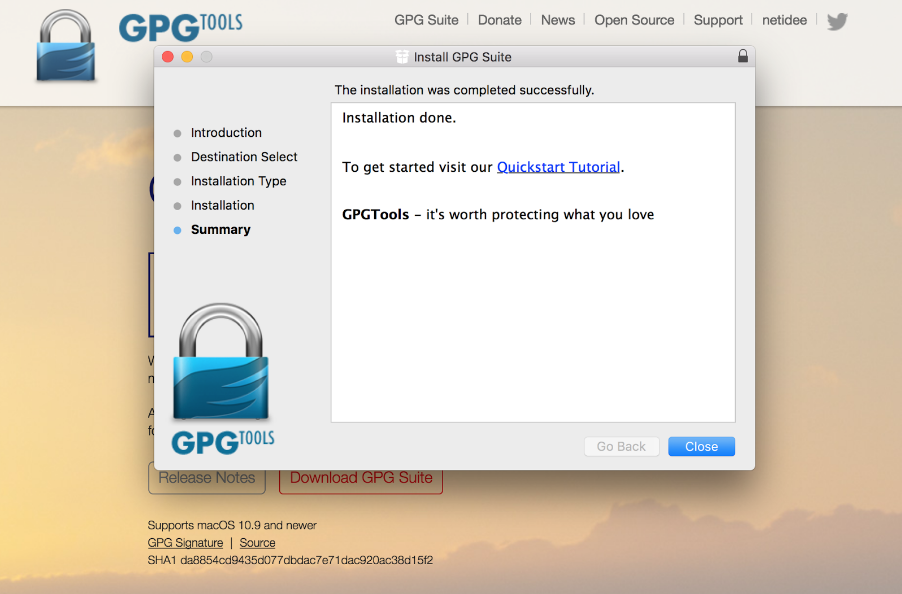 GPGTOOLS
GPG Suite
Donate
News
Open Source
Support
netidee
Install GPG Suite
The installation was completed successfully.
Introduction
Destination Select
Installation Type
Installation
Summary
Installation done.
To get started visit our Quickstart Tutorial.
GPGTools – it's worth protecting what you love
GPGTOOLS
Go Back
Close
Release Notes
Download GPG Suite
Supports macOS 10.9 and newer
GPG Signature | Source
SHA1 da8854cd9435d077dbdac7e71dac920ac38d15f2